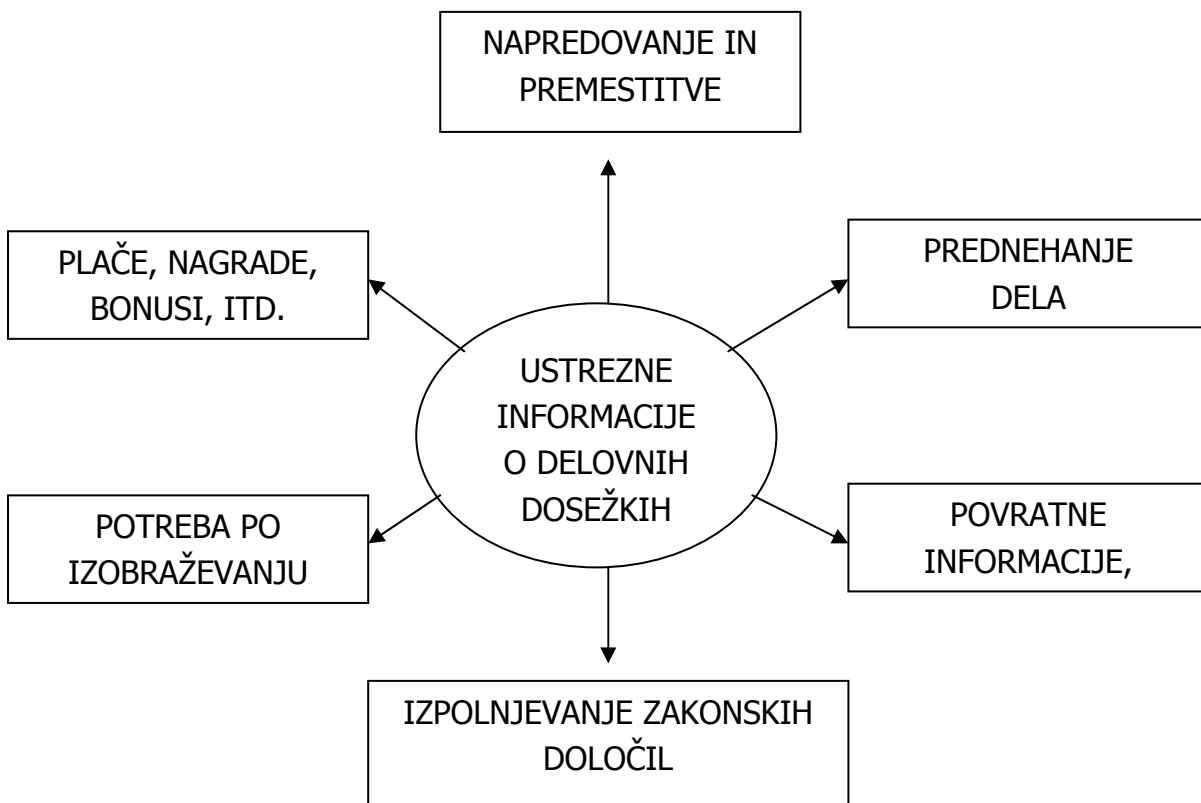 NAPREDOVANJE IN
PREMESTITVE
PLAČE, NAGRADE,
BONUSI, ITD.
PREDNEHANJE
DELA
USTREZNE
INFORMACIJE
O DELOVNIH
DOSEŽKIH
POTREBA PO
IZOBRAŽEVANJU
POVRATNE
INFORMACIJE,
IZPOLNJEVANJE ZAKONSKIH
DOLOČIL